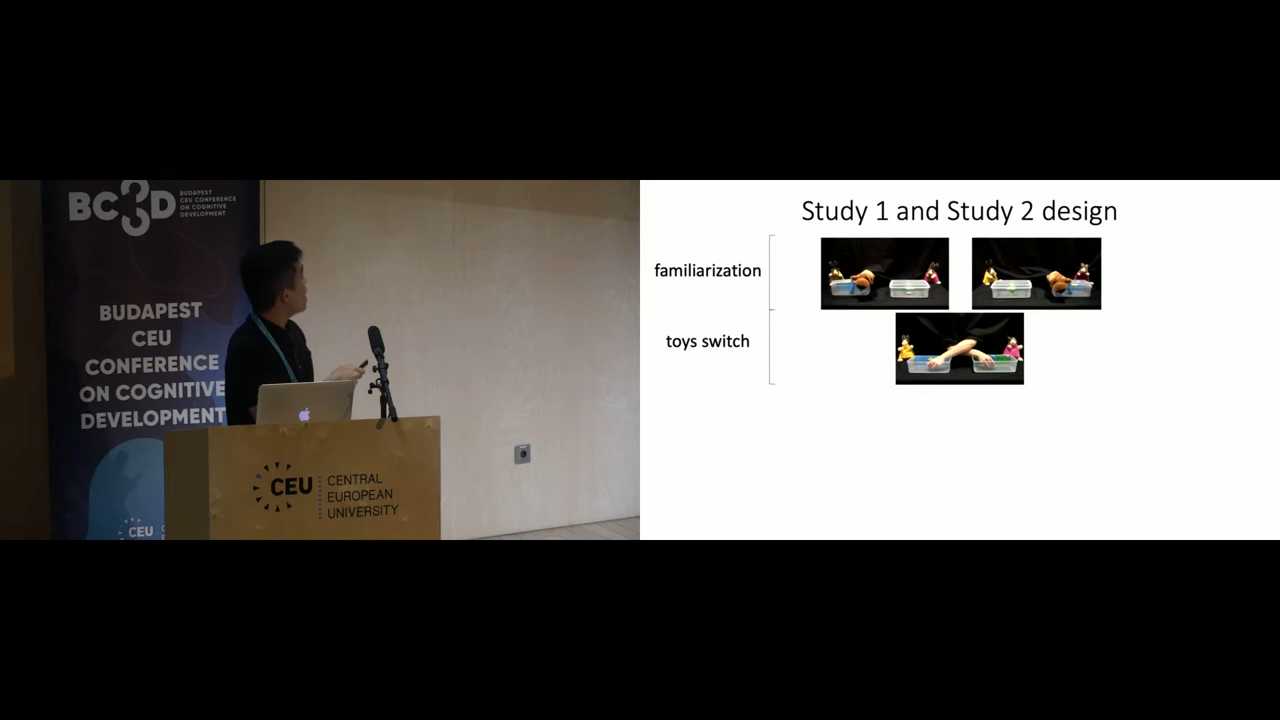 BC3D
BUDAPEST
CEU CONFERENCE
ON COGNITIVE
DEVELOPMENT
BUDAPEST
CEU
CONFERENCE
ON COGNITIVE
DEVELOPMENT
CEU
CEU
CENTRAL
EUROPEAN
UNIVERSITY
Study 1 and Study 2 design
familiarization
toys switch